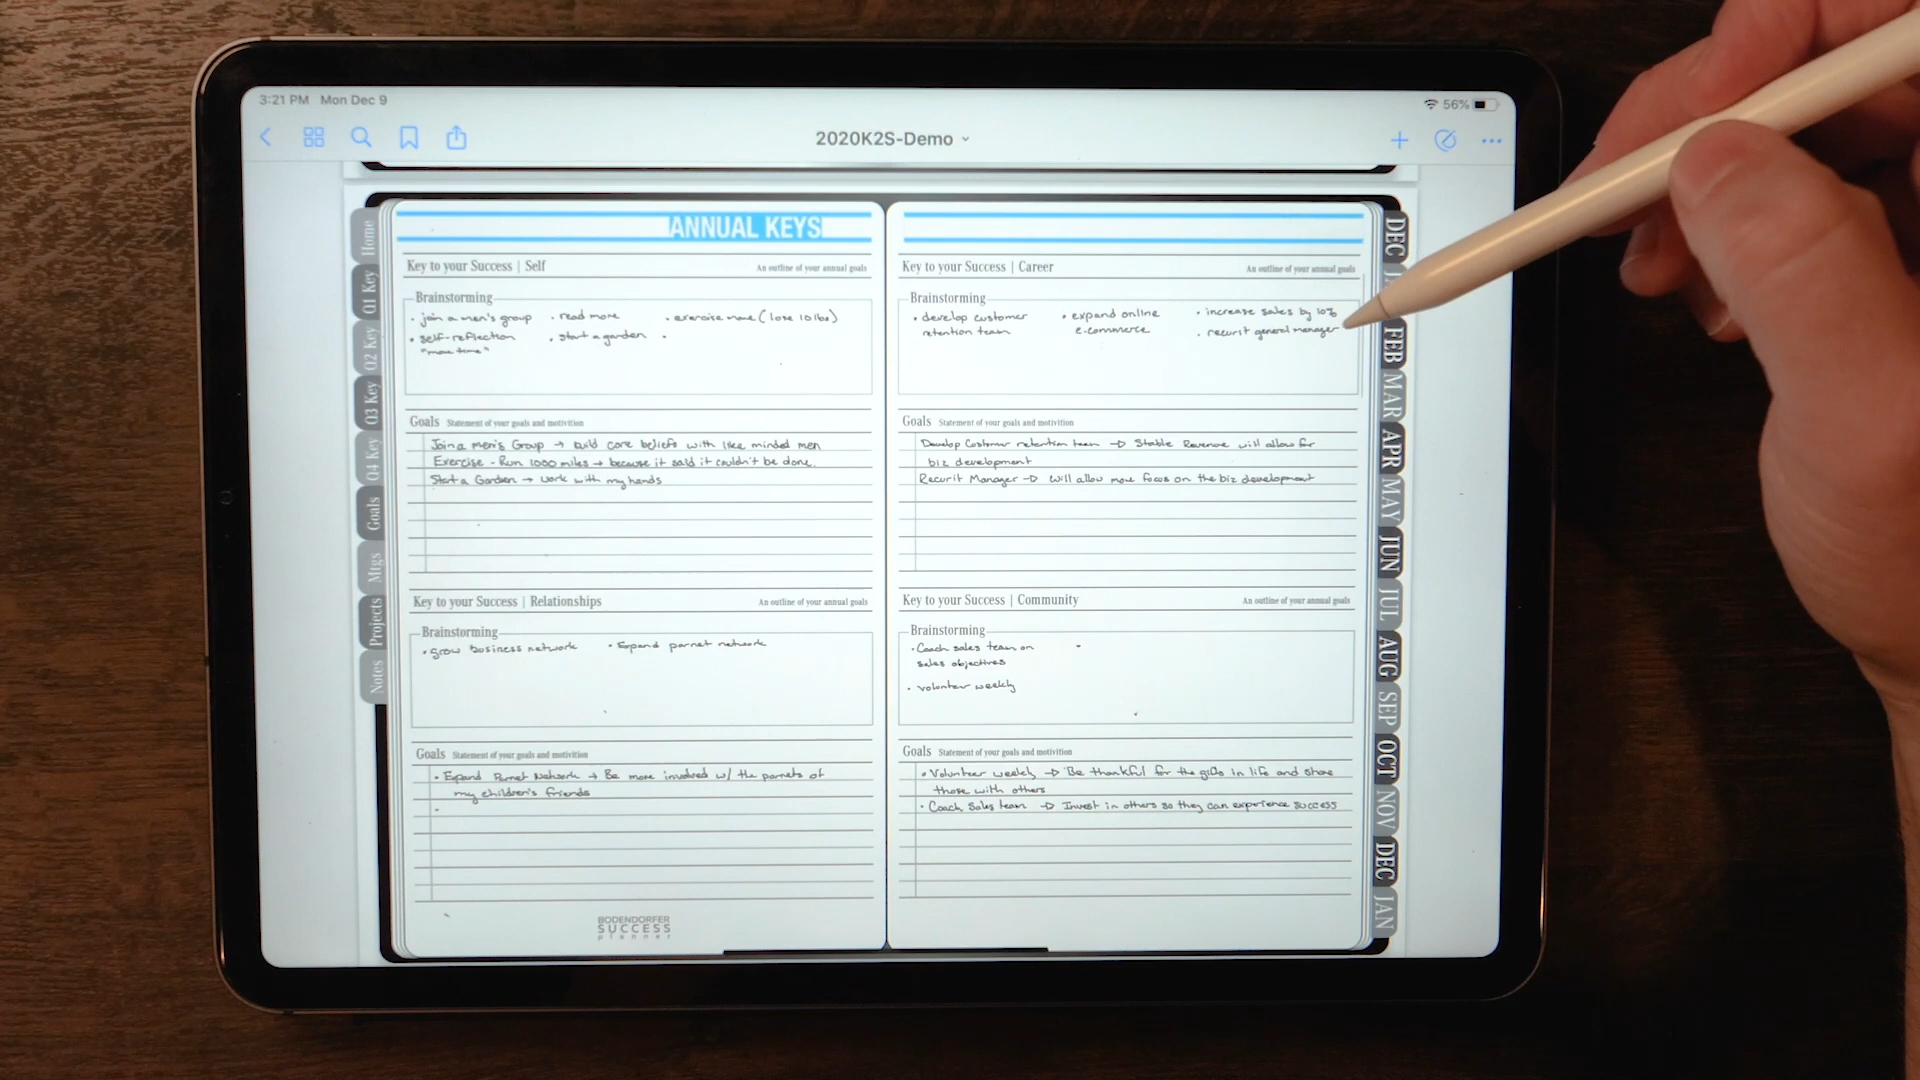 3:21 PM Mon Dec 9
56%
2020K2S-Demo
ANNUAL KEYS
Home
Q1 Key
Q2 Key
Q3 Key
Q4 Key
Goals
Mtgs
Projects
Notes
Key to your Success | Self An outline of your annual goals
Brainstorming
• join a men's group • read more • exercise more (lose 10 lbs)
• self-reflection • start a garden •
"more time"
Goals Statement of your goals and motivition
Join a men's Group → build core beliefs with like minded men
Exercise - Run 1000 miles → because it said it couldn't be done.
Start a Garden → work with my hands
Key to your Success | Relationships An outline of your annual goals
Brainstorming
• grow business network • Expand parnet network
Goals Statement of your goals and motivition
• Expand Parnet Network → Be more involved w/ the parnets of
my children's friends
•
BODENDORFER
SUCCESS
planner
Key to your Success | Career An outline of your annual goals
Brainstorming
• develop customer • expand online • increase sales by 10%
retention team e-commerce • recurit general manager
Goals Statement of your goals and motivition
Develop Customer retention team → Stable Revenue will allow for
biz development
Recurit Manager → will allow more focus on the biz development
Key to your Success | Community An outline of your annual goals
Brainstorming
• Coach sales team on •
sales objectives
• volunteer weekly
Goals Statement of your goals and motivition
• Volunteer weekly → Be thankful for the gifts in life and share
those with others
• Coach Sales team → Invest in others so they can experience success
DEC
FEB
MAR
APR
MAY
JUN
JUL
AUG
SEP
OCT
NOV
DEC
JAN